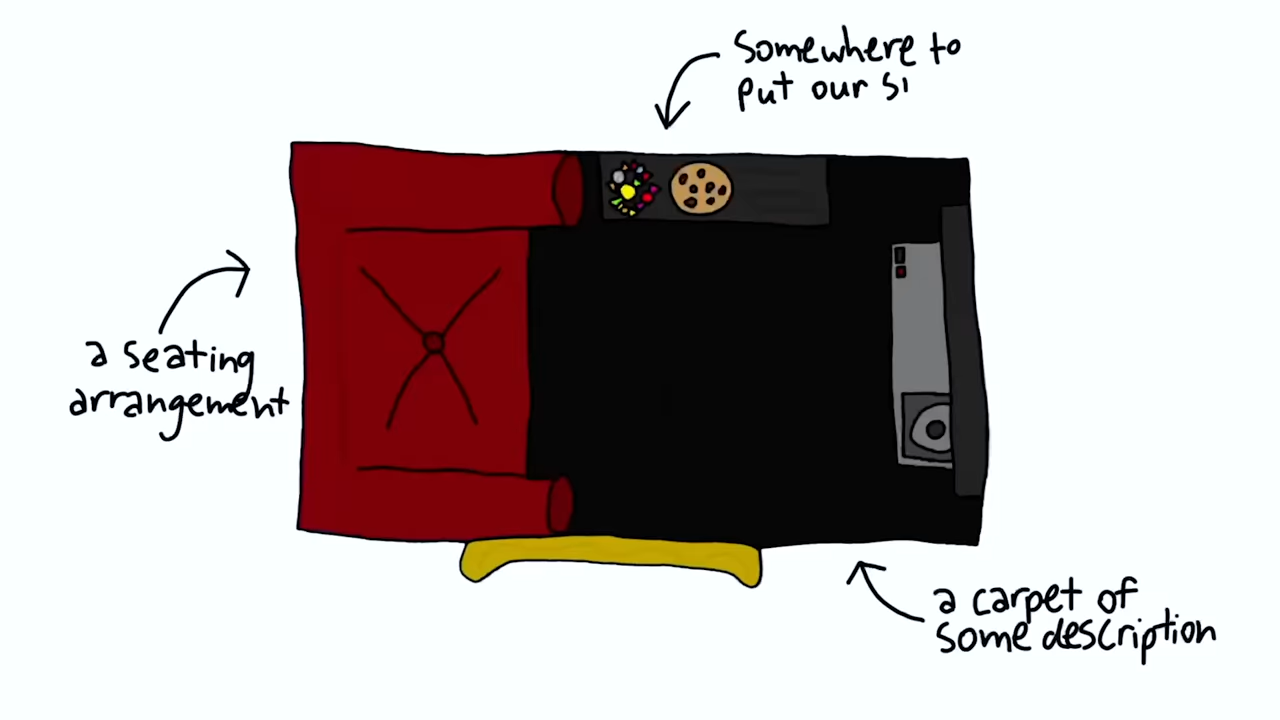 Somewhere to
put our
a seating
arrangement
a carpet of
some description